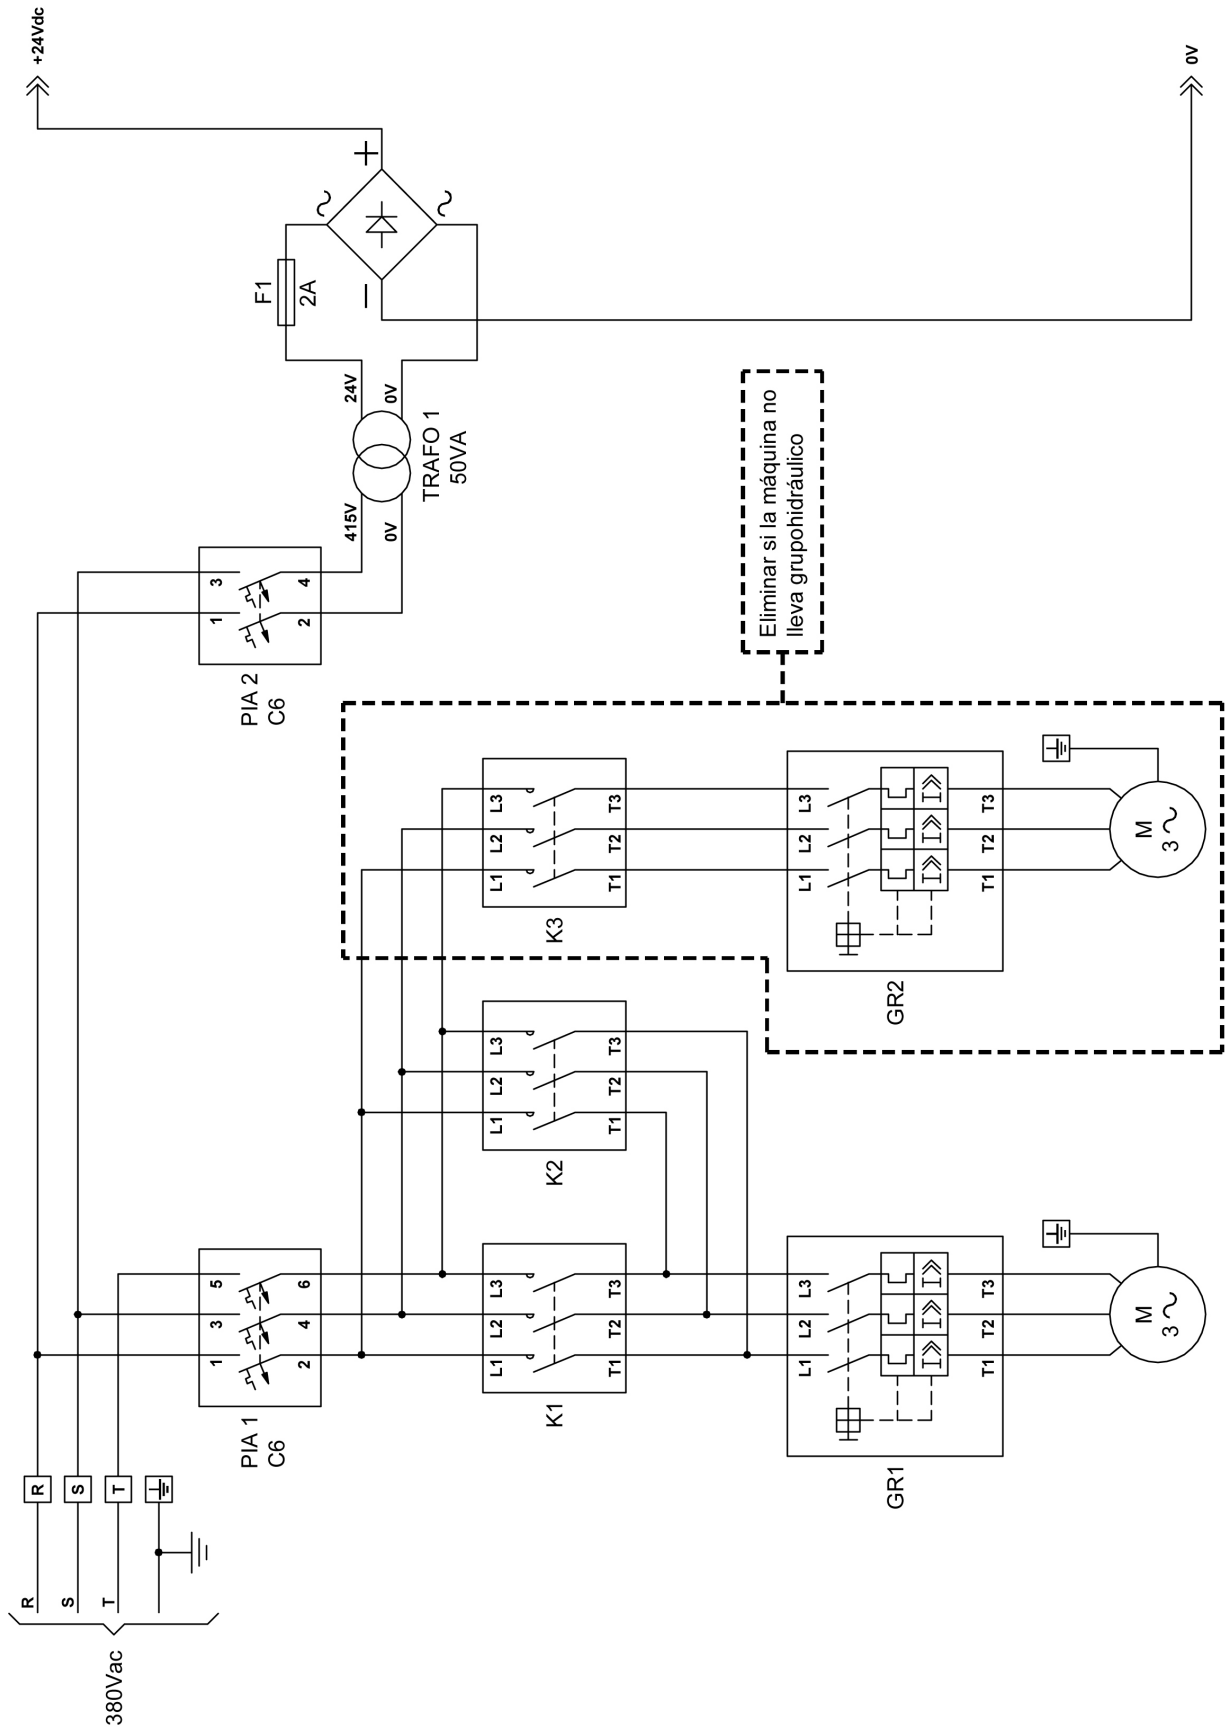 380Vac
R
S
T
R
S
T
PIA 1
C6
1
3
5
2
4
6
PIA 2
C6
1
3
2
4
415V
0V
24V
0V
TRAFO 1
50VA
F1
2A
+
−
+24Vdc
0V
K1
L1
L2
L3
T1
T2
T3
K2
L1
L2
L3
T1
T2
T3
K3
L1
L2
L3
T1
T2
T3
Eliminar si la máquina no
lleva grupohidráulico
GR1
L1
L2
L3
T1
T2
T3
M
3
GR2
L1
L2
L3
T1
T2
T3
M
3